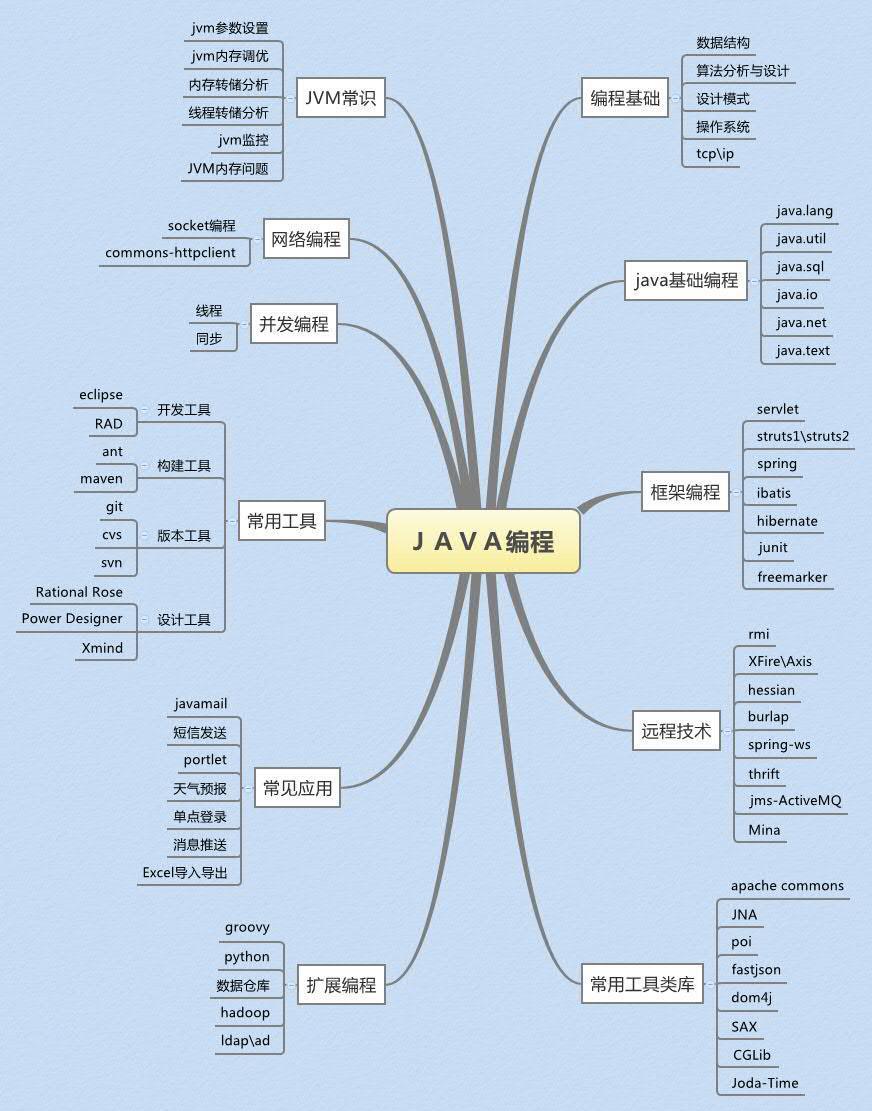 ＪＡＶＡ编程
编程基础
数据结构
算法分析与设计
设计模式
操作系统
tcp\ip
java基础编程
java.lang
java.util
java.sql
java.io
java.net
java.text
框架编程
servlet
struts1\struts2
spring
ibatis
hibernate
junit
freemarker
远程技术
rmi
XFire\Axis
hessian
burlap
spring-ws
thrift
jms-ActiveMQ
Mina
常用工具类库
apache commons
JNA
poi
fastjson
dom4j
SAX
CGLib
Joda-Time
JVM常识
jvm参数设置
jvm内存调优
内存转储分析
线程转储分析
jvm监控
JVM内存问题
网络编程
socket编程
commons-httpclient
并发编程
线程
同步
常用工具
开发工具
eclipse
RAD
构建工具
ant
maven
版本工具
git
cvs
svn
设计工具
Rational Rose
Power Designer
Xmind
常见应用
javamail
短信发送
portlet
天气预报
单点登录
消息推送
Excel导入导出
扩展编程
groovy
python
数据仓库
hadoop
ldap\ad